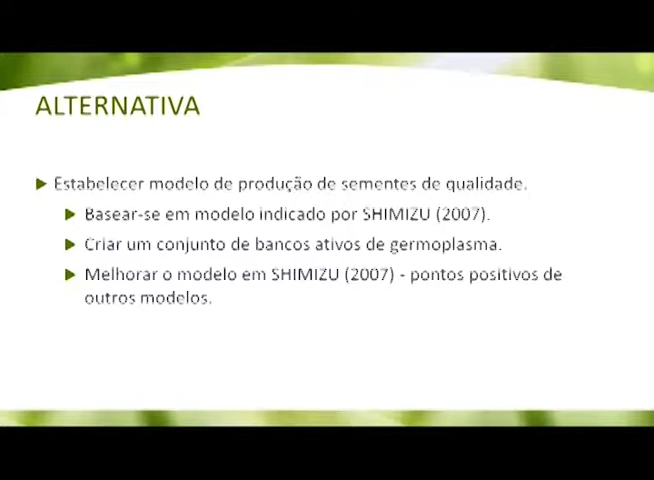 ALTERNATIVA
Estabelecer modelo de produção de sementes de qualidade.
Basear-se em modelo indicado por SHIMIZU (2007).
Criar um conjunto de bancos ativos de germoplasma.
Melhorar o modelo em SHIMIZU (2007) - pontos positivos de
outros modelos.